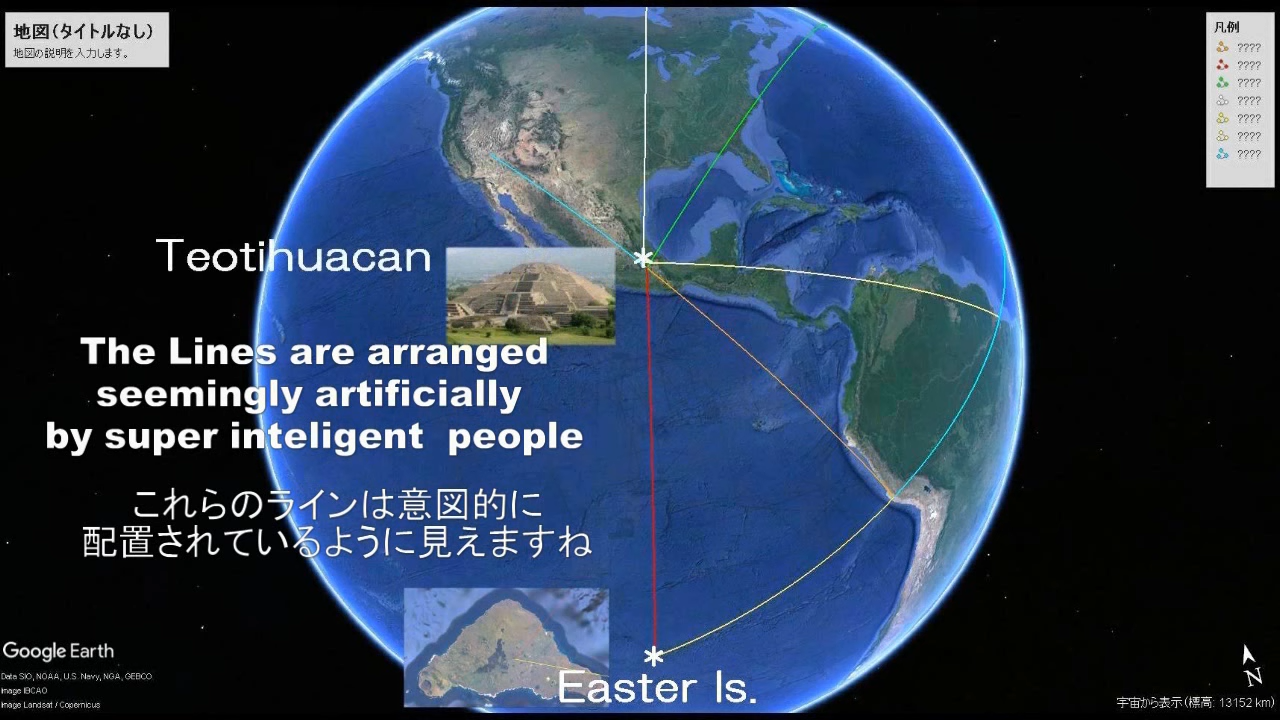 地図(タイトルなし)
地図の説明を入力します。
凡例
????
????
????
????
????
????
????
Teotihuacan
The Lines are arranged
seemingly artificially
by super inteligent people
これらのラインは意図的に
配置されているように見えますね
Easter Is.
Google Earth
Data SIO, NOAA, U.S. Navy, NGA, GEBCO
Image IBCAO
Image Landsat / Copernicus
N
宇宙から表示(標高: 13152 km)